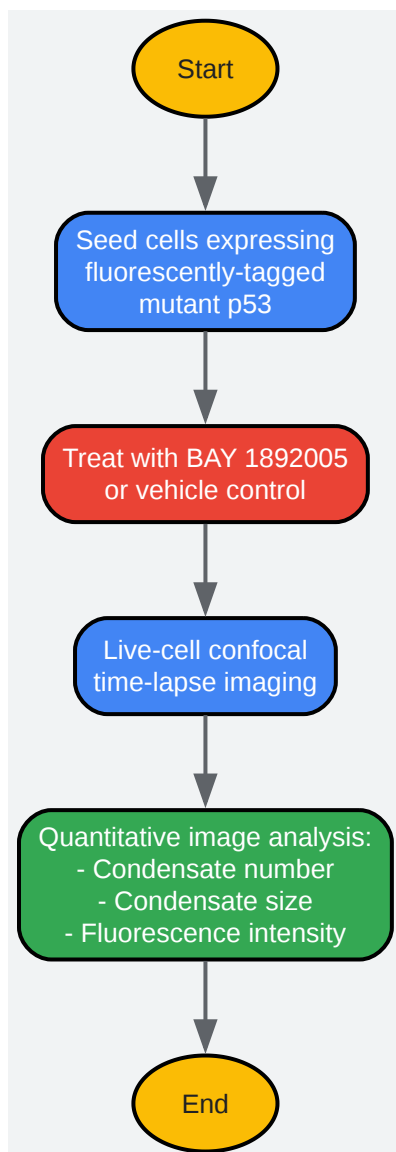 Start
Seed cells expressing
fluorescently-tagged
mutant p53
Treat with BAY 1892005
or vehicle control
Live-cell confocal
time-lapse imaging
Quantitative image analysis:
- Condensate number
- Condensate size
- Fluorescence intensity
End